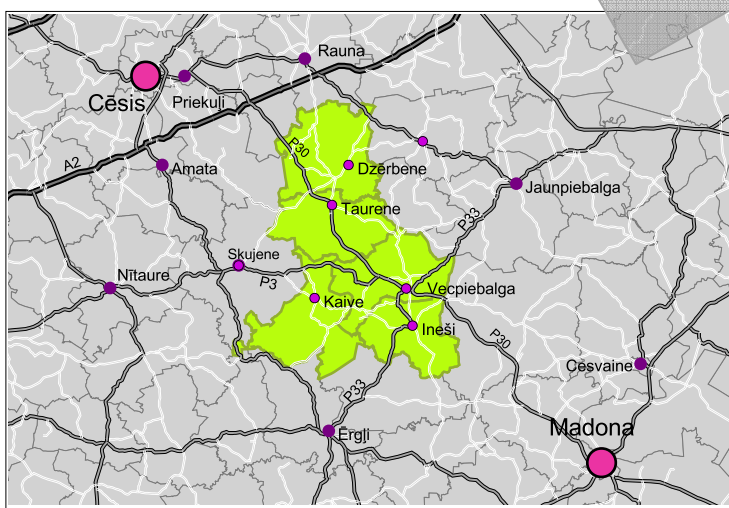 Rauna
Cēsis
Priekuļi
P30
A2
Amata
Dzērbene
Jaunpiebalga
Taurene
P33
Skujene
Nītaure
P3
Kaive
Vecpiebalga
Ineši
P30
Cesvaine
P33
Madona
Ērgļi